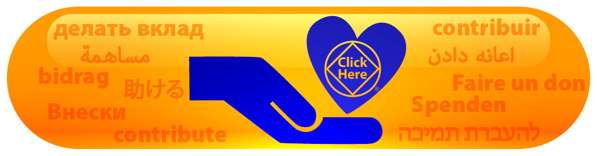 делать вклад
contribuir
مساهمة
اعانه دادن
bidrag
助ける
Click
Here
Faire un don
Spenden
Внески
contribute
להעברת תמיכה